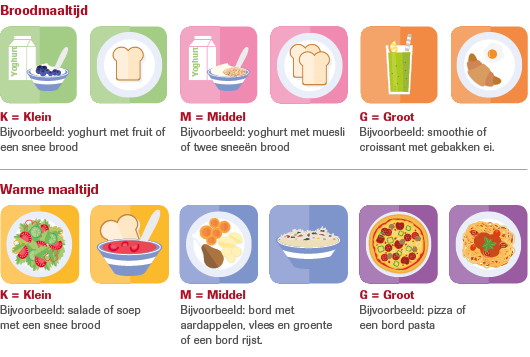 Broodmaaltijd
Yoghurt
Yoghurt
K = Klein
Bijvoorbeeld: yoghurt met fruit of
een snee brood
M = Middel
Bijvoorbeeld: yoghurt met muesli
of twee sneeën brood
G = Groot
Bijvoorbeeld: smoothie of
croissant met gebakken ei.
Warme maaltijd
K = Klein
Bijvoorbeeld: salade of soep
met een snee brood
M = Middel
Bijvoorbeeld: bord met
aardappelen, vlees en groente
of een bord rijst.
G = Groot
Bijvoorbeeld: pizza of
een bord pasta